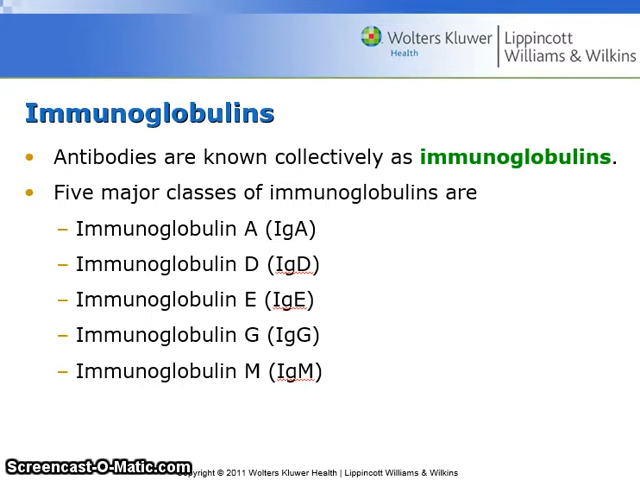 Wolters Kluwer
Health
Lippincott
Williams & Wilkins
Immunoglobulins
• Antibodies are known collectively as immunoglobulins.
• Five major classes of immunoglobulins are
– Immunoglobulin A (IgA)
– Immunoglobulin D (IgD)
– Immunoglobulin E (IgE)
– Immunoglobulin G (IgG)
– Immunoglobulin M (IgM)
Screencast-O-Matic.com
opyright © 2011 Wolters Kluwer Health | Lippincott Williams & Wilkins